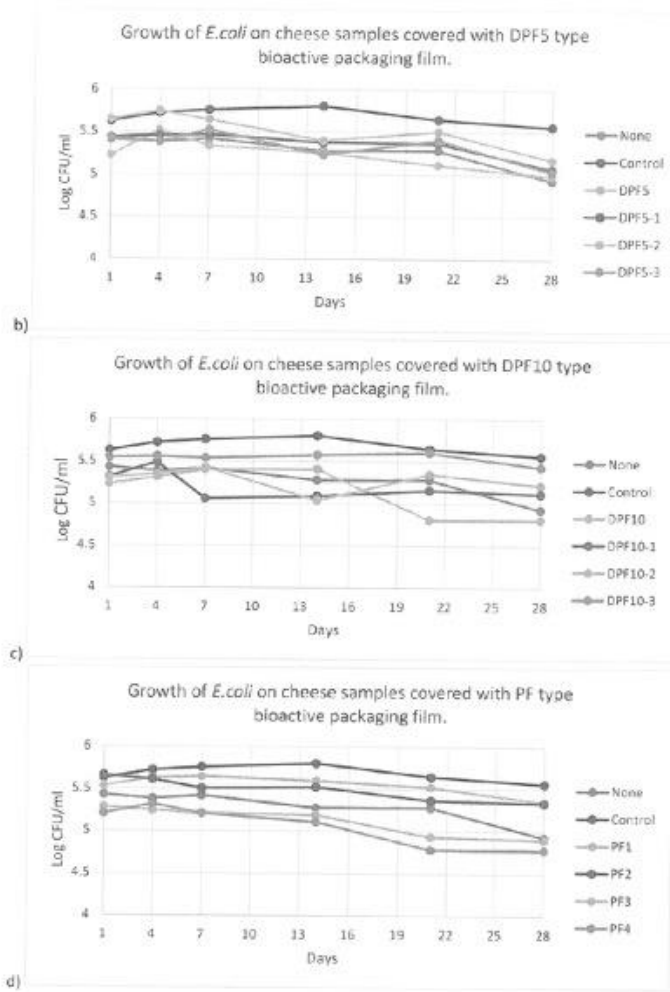 Growth of E.coli on cheese samples covered with DPF5 type
bioactive packaging film.
6
5.5
5
4.5
4
Log CFU/ml
1 4 7 10 13 16 19 22 25 28
Days
None
Control
DPF5
DPF5-1
DPF5-2
DPF5-3
b)
Growth of E.coli on cheese samples covered with DPF10 type
bioactive packaging film.
6
5.5
5
4.5
4
Log CFU/ml
1 4 7 10 13 16 19 22 25 28
Days
None
Control
DPF10
DPF10-1
DPF10-2
DPF10-3
c)
Growth of E.coli on cheese samples covered with PF type
bioactive packaging film.
6
5.5
5
4.5
4
Log CFU/ml
1 4 7 10 13 16 19 22 25 28
Days
None
Control
PF1
PF2
PF3
PF4
d)